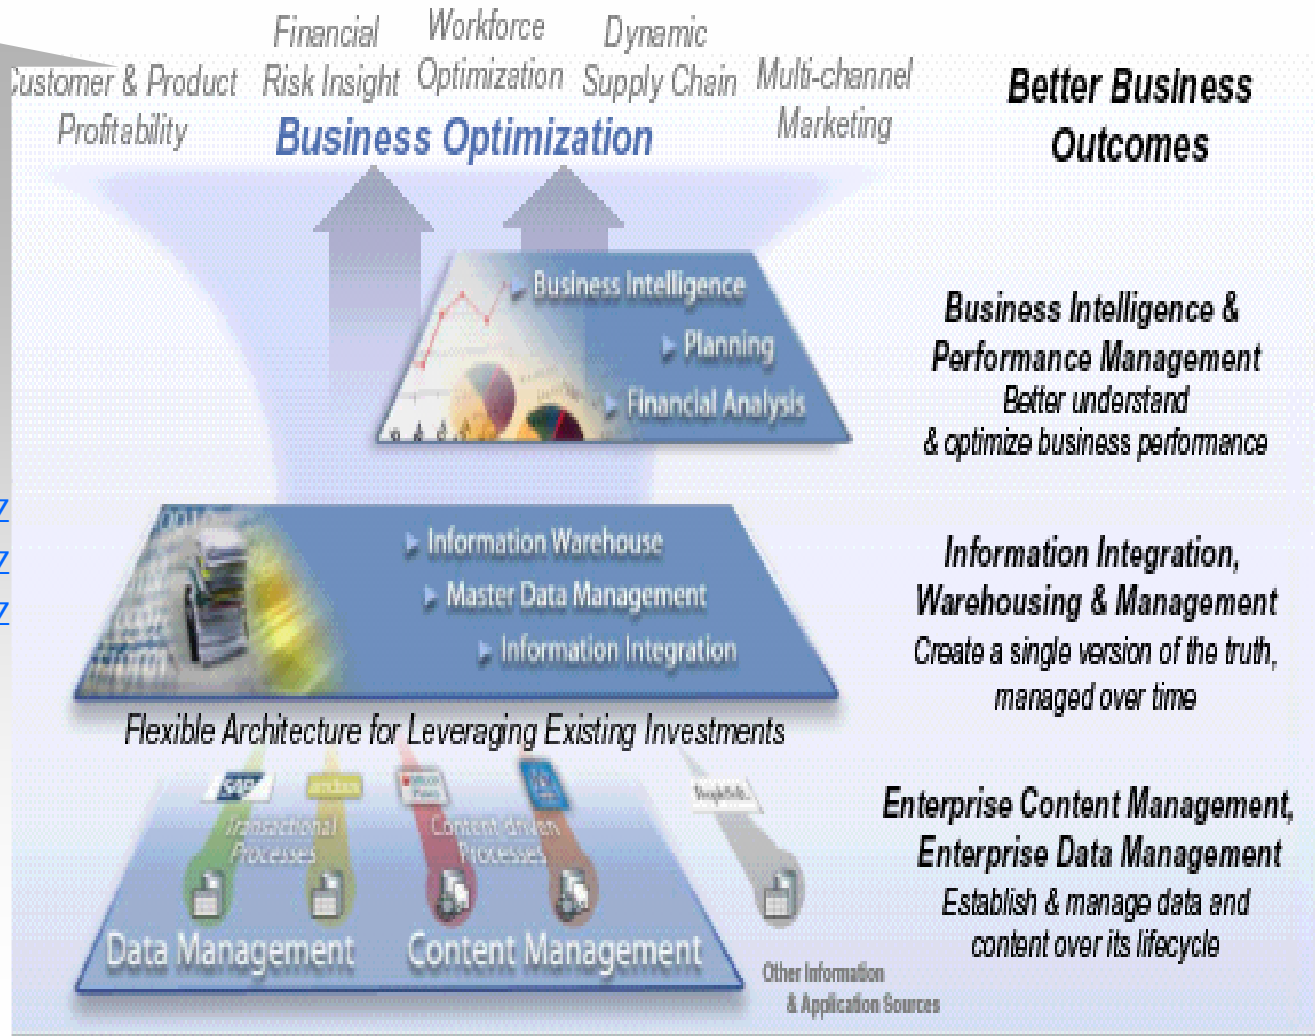 Financial
Risk Insight
Workforce
Optimization
Dynamic
Supply Chain
Customer & Product
Profitability
Multi-channel
Marketing
Business Optimization
Better Business
Outcomes
Business Intelligence
Planning
Financial Analysis
Business Intelligence &
Performance Management
Better understand
& optimize business performance
Z
Z
Z
Information Warehouse
Master Data Management
Information Integration
Information Integration,
Warehousing & Management
Create a single version of the truth,
managed over time
Flexible Architecture for Leveraging Existing Investments
SAP
PeopleSoft
Transactional
Processes
Content driven
Processes
Data Management
Content Management
Other Information
& Application Sources
Enterprise Content Management,
Enterprise Data Management
Establish & manage data and
content over its lifecycle